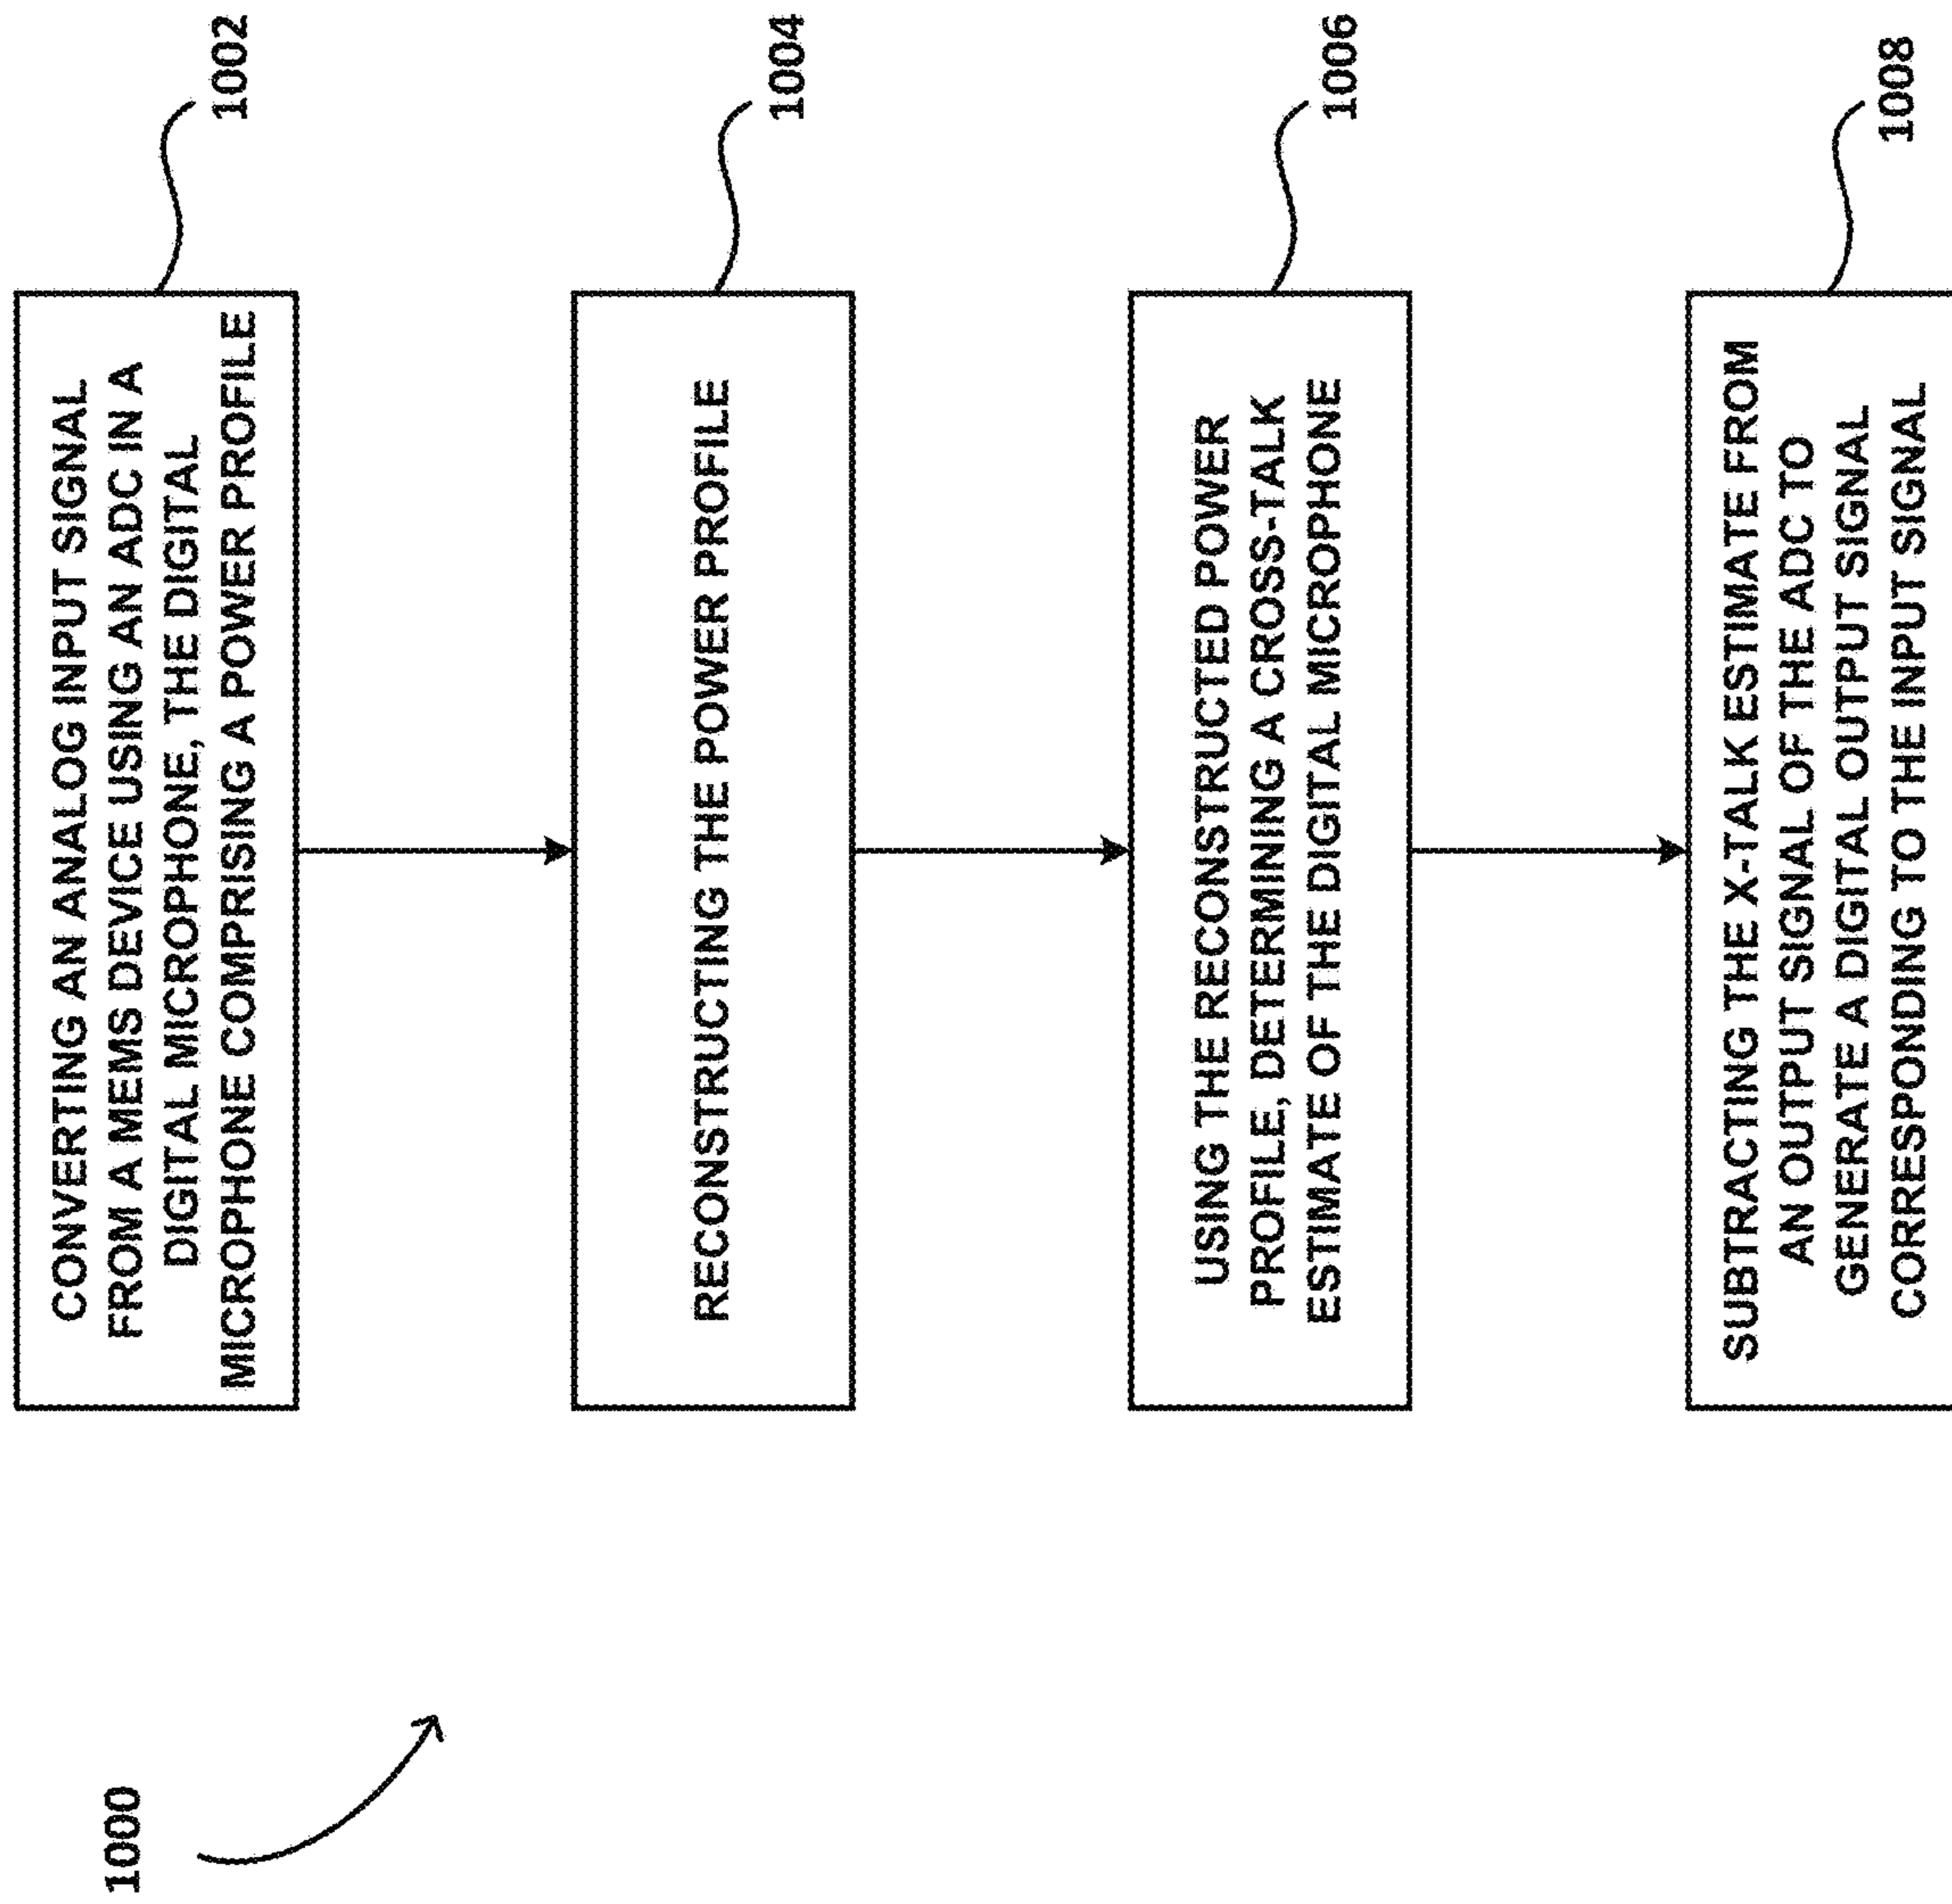 1000
CONVERTING AN ANALOG INPUT SIGNAL
FROM A MEMS DEVICE USING AN ADC IN A
DIGITAL MICROPHONE, THE DIGITAL
MICROPHONE COMPRISING A POWER PROFILE
1002
RECONSTRUCTING THE POWER PROFILE
1004
USING THE RECONSTRUCTED POWER
PROFILE, DETERMINING A CROSS-TALK
ESTIMATE OF THE DIGITAL MICROPHONE
1006
SUBTRACTING THE X-TALK ESTIMATE FROM
AN OUTPUT SIGNAL OF THE ADC TO
GENERATE A DIGITAL OUTPUT SIGNAL
CORRESPONDING TO THE INPUT SIGNAL
1008